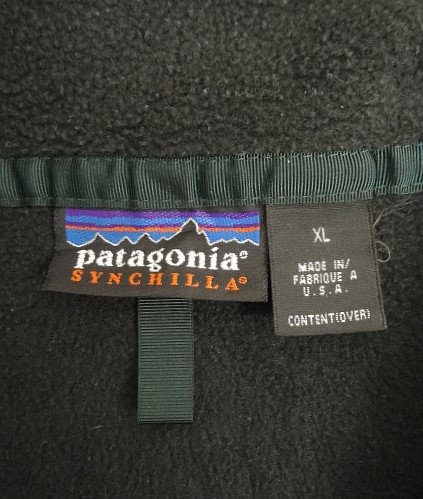 patagonia®
SYNCHILLA®
XL
MADE IN/
FABRIQUE A
U.S.A.
CONTENT(OVER)